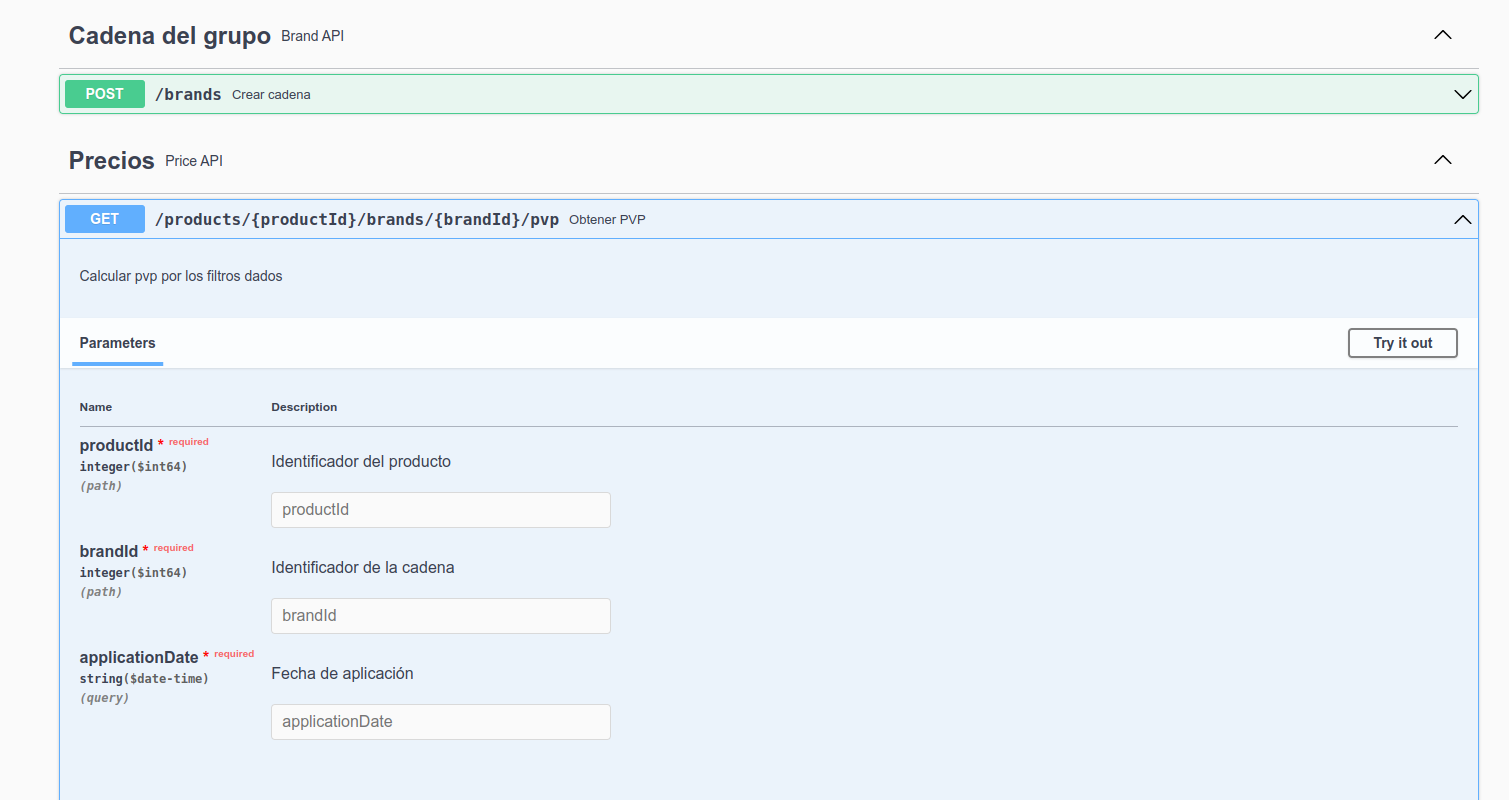 Cadena del grupo Brand API
POST /brands Crear cadena
Precios Price API
GET /products/{productId}/brands/{brandId}/pvp Obtener PVP
Calcular pvp por los filtros dados
Parameters Try it out
Name Description
productId * required
integer($int64)
(path)
Identificador del producto
productId
brandId * required
integer($int64)
(path)
Identificador de la cadena
brandId
applicationDate * required
string($date-time)
(query)
Fecha de aplicación
applicationDate